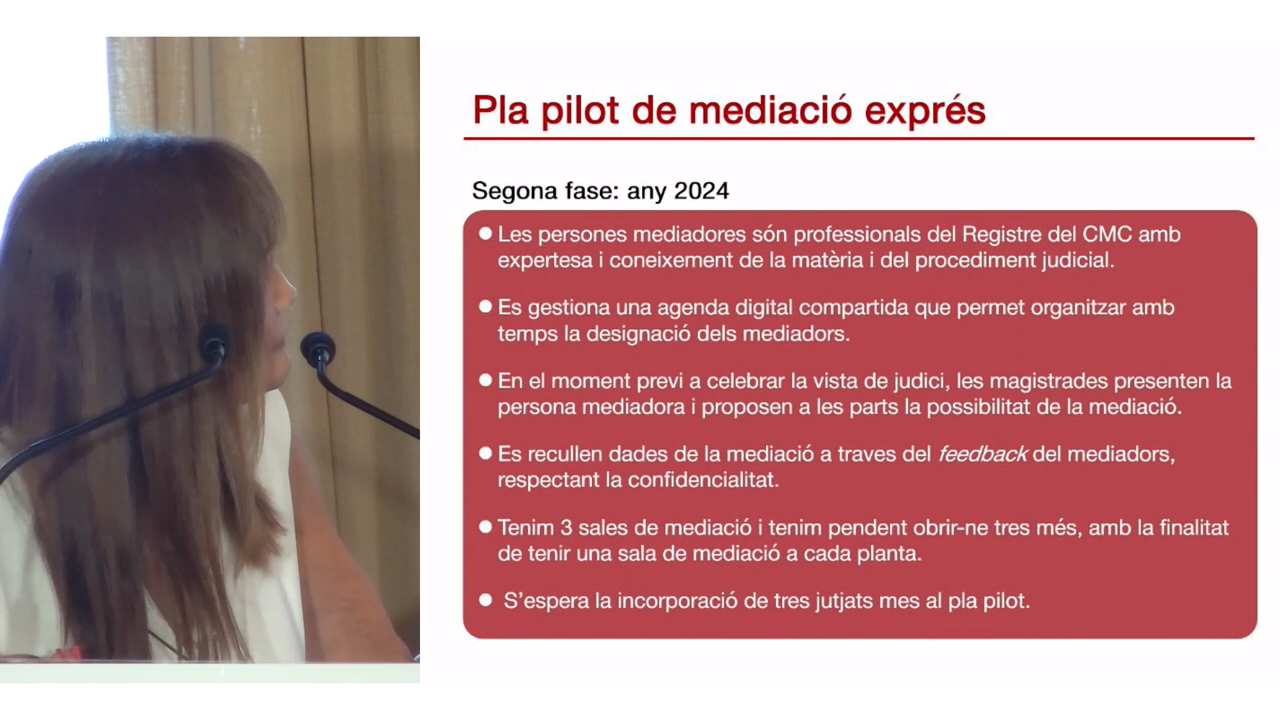 Pla pilot de mediació exprés
Segona fase: any 2024
● Les persones mediadores són professionals del Registre del CMC amb
expertesa i coneixement de la matèria i del procediment judicial.
● Es gestiona una agenda digital compartida que permet organitzar amb
temps la designació dels mediadors.
● En el moment previ a celebrar la vista de judici, les magistrades presenten la
persona mediadora i proposen a les parts la possibilitat de la mediació.
● Es recullen dades de la mediació a traves del feedback del mediadors,
respectant la confidencialitat.
● Tenim 3 sales de mediació i tenim pendent obrir-ne tres més, amb la finalitat
de tenir una sala de mediació a cada planta.
● S'espera la incorporació de tres jutjats mes al pla pilot.